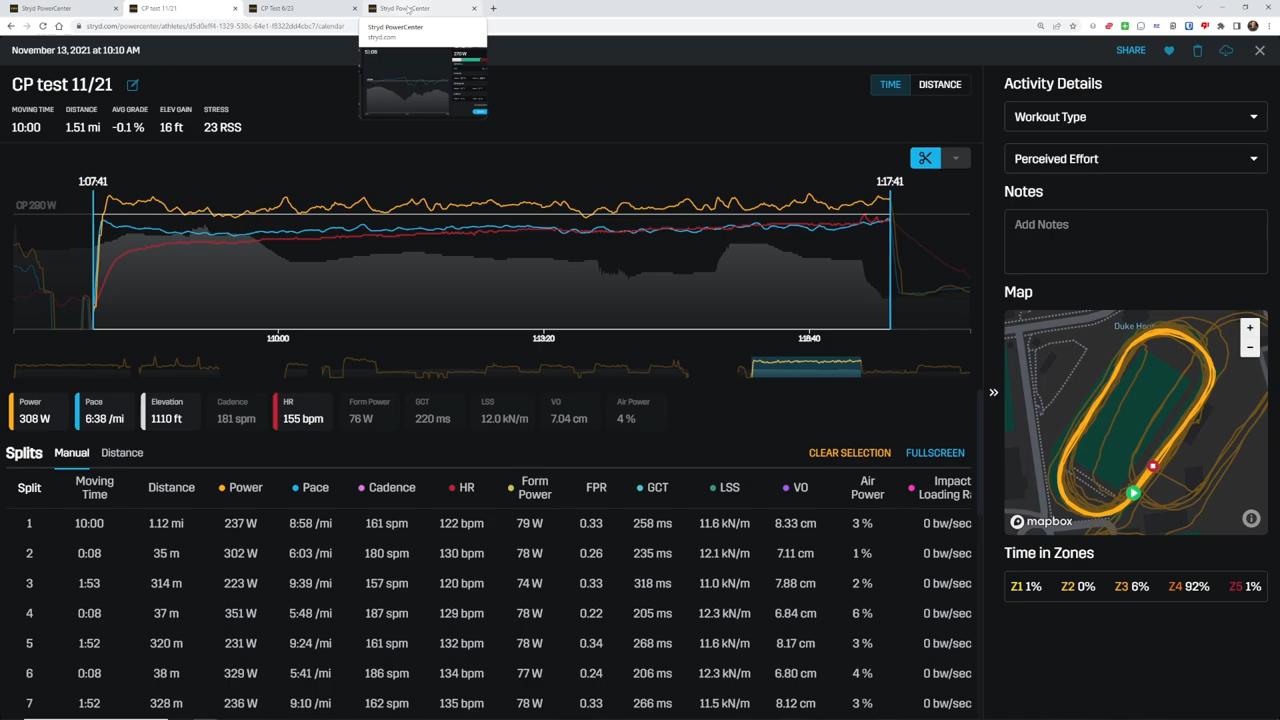 Stryd PowerCenter
CP test 11/21
CP Test 6/23
Stryd PowerCenter
stryd.com/powercenter/athletes/d5d0eff4-1329-530c-64e1-f8322dd4cbc7/calendar
Stryd PowerCenter
stryd.com
November 13, 2021 at 10:10 AM
SHARE
CP test 11/21
TIME DISTANCE
MOVING TIME DISTANCE AVG GRADE ELEV GAIN STRESS
10:00 1.51 mi -0.1 % 16 ft 23 RSS
1:07:41 1:17:41
CP 290 W
1:10:00 1:13:20 1:16:40
Power Pace Elevation Cadence HR Form Power GCT LSS VO Air Power
308 W 6:38 /mi 1110 ft 181 spm 155 bpm 76 W 220 ms 12.0 kN/m 7.04 cm 4 %
Splits Manual Distance CLEAR SELECTION FULLSCREEN
Split Moving Time Distance Power Pace Cadence HR Form Power FPR GCT LSS VO Air Power Impact Loading Ra
1 10:00 1.12 mi 237 W 8:58 /mi 161 spm 122 bpm 79 W 0.33 258 ms 11.6 kN/m 8.33 cm 3 % 0 bw/sec
2 0:08 35 m 302 W 6:03 /mi 180 spm 130 bpm 78 W 0.26 235 ms 12.1 kN/m 7.11 cm 1 % 0 bw/sec
3 1:53 314 m 223 W 9:39 /mi 157 spm 120 bpm 74 W 0.33 318 ms 11.0 kN/m 7.88 cm 2 % 0 bw/sec
4 0:08 37 m 351 W 5:48 /mi 187 spm 129 bpm 78 W 0.22 205 ms 12.3 kN/m 6.84 cm 6 % 0 bw/sec
5 1:52 320 m 231 W 9:24 /mi 161 spm 132 bpm 78 W 0.34 268 ms 11.6 kN/m 8.17 cm 3 % 0 bw/sec
6 0:08 38 m 329 W 5:41 /mi 186 spm 134 bpm 77 W 0.24 206 ms 12.3 kN/m 6.80 cm 4 % 0 bw/sec
7 1:52 328 m 236 W 9:10 /mi 162 spm 135 bpm 78 W 0.33 266 ms 11.5 kN/m 8.12 cm 3 % 0 bw/sec
Activity Details
Workout Type
Perceived Effort
Notes
Add Notes
Map
+
−
mapbox
Time in Zones
Z1 1% Z2 0% Z3 6% Z4 92% Z5 1%